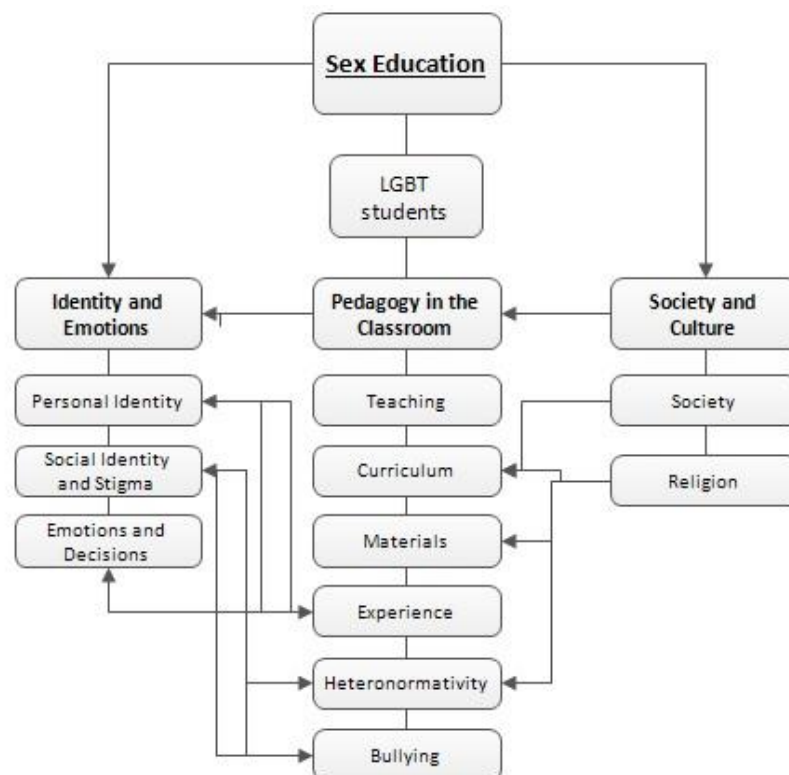 Sex Education
LGBT
students
Identity and
Emotions
Pedagogy in the
Classroom
Society and
Culture
Personal Identity
Teaching
Society
Social Identity
and Stigma
Curriculum
Religion
Emotions and
Decisions
Materials
Experience
Heteronormativity
Bullying